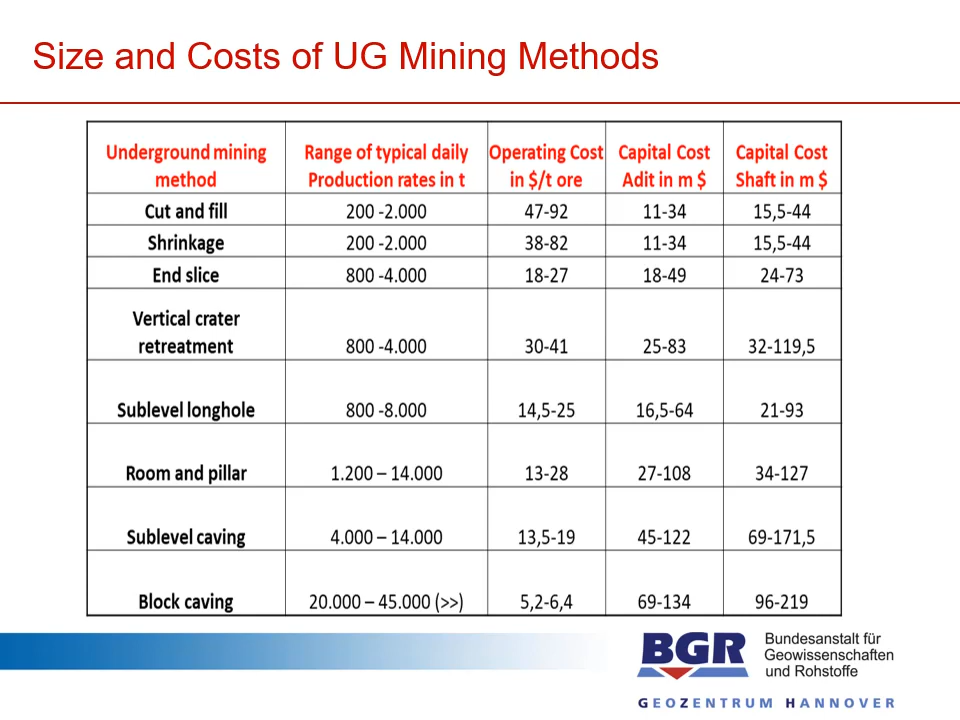 Size and Costs of UG Mining Methods
Underground mining method Range of typical daily Production rates in t Operating Cost in $/t ore Capital Cost Adit in m $ Capital Cost Shaft in m $
Cut and fill 200 -2.000 47-92 11-34 15,5-44
Shrinkage 200 -2.000 38-82 11-34 15,5-44
End slice 800 -4.000 18-27 18-49 24-73
Vertical crater retreatment 800 -4.000 30-41 25-83 32-119,5
Sublevel longhole 800 -8.000 14,5-25 16,5-64 21-93
Room and pillar 1.200 – 14.000 13-28 27-108 34-127
Sublevel caving 4.000 – 14.000 13,5-19 45-122 69-171,5
Block caving 20.000 – 45.000 (>>) 5,2-6,4 69-134 96-219
BGR
Bundesanstalt für
Geowissenschaften
und Rohstoffe
GEOZENTRUM HANNOVER